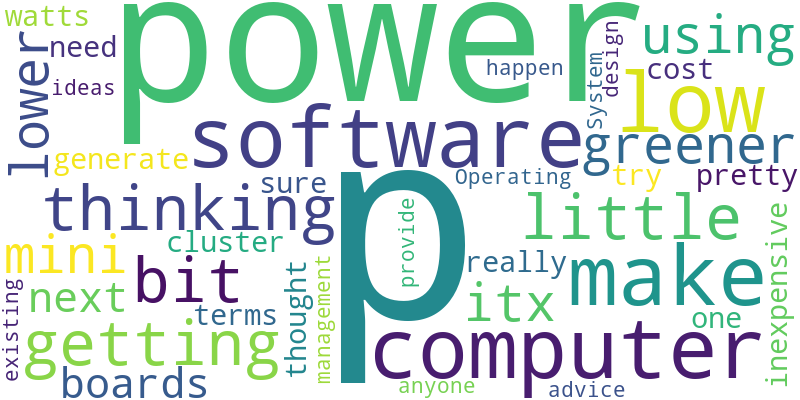 watts
power
using
need
lower
happen
cost
ideas
System
design
low
software
greener
generate
sure
Operating
try
pretty
thinking
p
provide
little
inexpensive
cluster
mini
bit
really
make
thought
management
existing
next
itx
terms
one
getting
computer
boards
anyone
advice